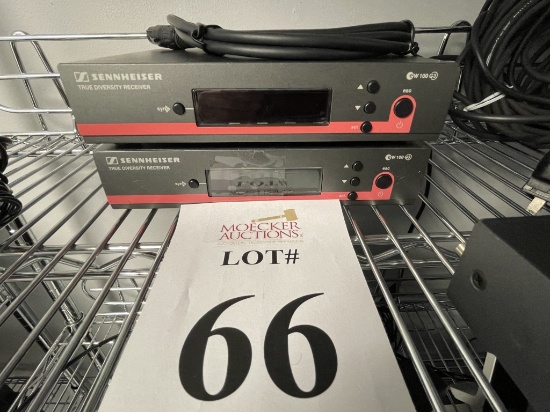 SENNHEISER
TRUE DIVERSITY RECEIVER
ew 100 G3
sync
esc
set
SENNHEISER
TRUE DIVERSITY RECEIVER
ew 100 G3
sync
esc
set
MOECKER
AUCTIONS
LOT#
66